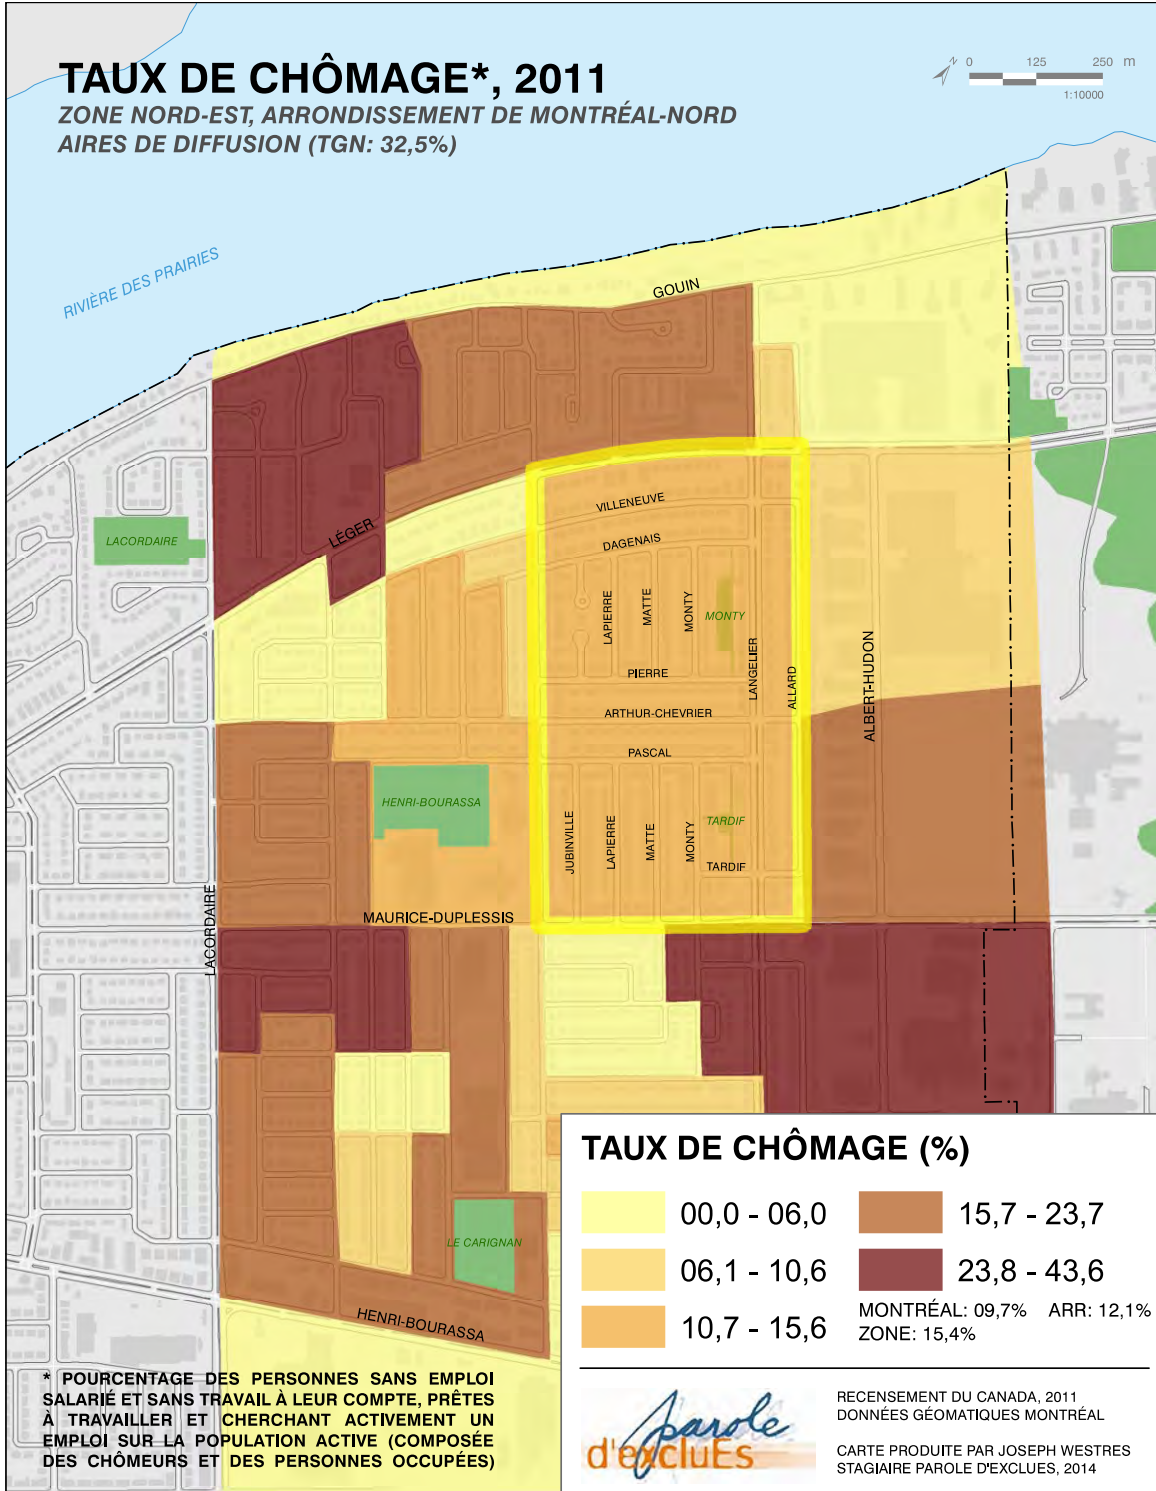 TAUX DE CHÔMAGE*, 2011
ZONE NORD-EST, ARRONDISSEMENT DE MONTRÉAL-NORD
AIRES DE DIFFUSION (TGN: 32,5%)
N 0 125 250 m
1:10000
RIVIÈRE DES PRAIRIES
GOUIN
LACORDAIRE
LÉGER
VILLENEUVE
DAGENAIS
LAPIERRE
MATTE
MONTY
MONTY
LANGELIER
ALLARD
ALBERT-HUDON
PIERRE
ARTHUR-CHEVRIER
PASCAL
HENRI-BOURASSA
JUBINVILLE
LAPIERRE
MATTE
MONTY
TARDIF
TARDIF
LACORDAIRE
MAURICE-DUPLESSIS
LE CARIGNAN
HENRI-BOURASSA
TAUX DE CHÔMAGE (%)
00,0 - 06,0
06,1 - 10,6
10,7 - 15,6
15,7 - 23,7
23,8 - 43,6
MONTRÉAL: 09,7% ARR: 12,1%
ZONE: 15,4%
* POURCENTAGE DES PERSONNES SANS EMPLOI
SALARIÉ ET SANS TRAVAIL À LEUR COMPTE, PRÊTES
À TRAVAILLER ET CHERCHANT ACTIVEMENT UN
EMPLOI SUR LA POPULATION ACTIVE (COMPOSÉE
DES CHÔMEURS ET DES PERSONNES OCCUPÉES)
parole
d'excluEs
RECENSEMENT DU CANADA, 2011
DONNÉES GÉOMATIQUES MONTRÉAL
CARTE PRODUITE PAR JOSEPH WESTRES
STAGIAIRE PAROLE D'EXCLUES, 2014